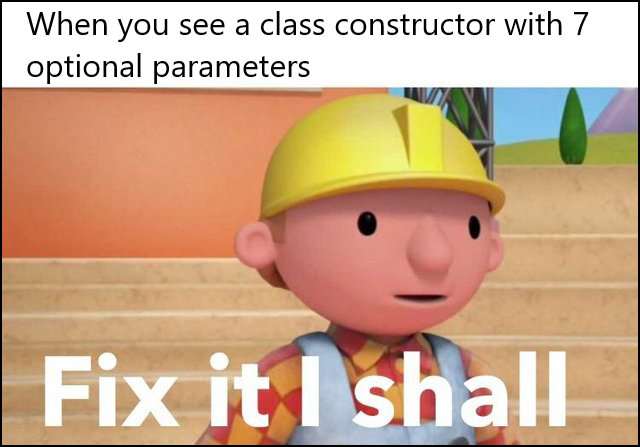 When you see a class constructor with 7
optional parameters
Fix it I shall